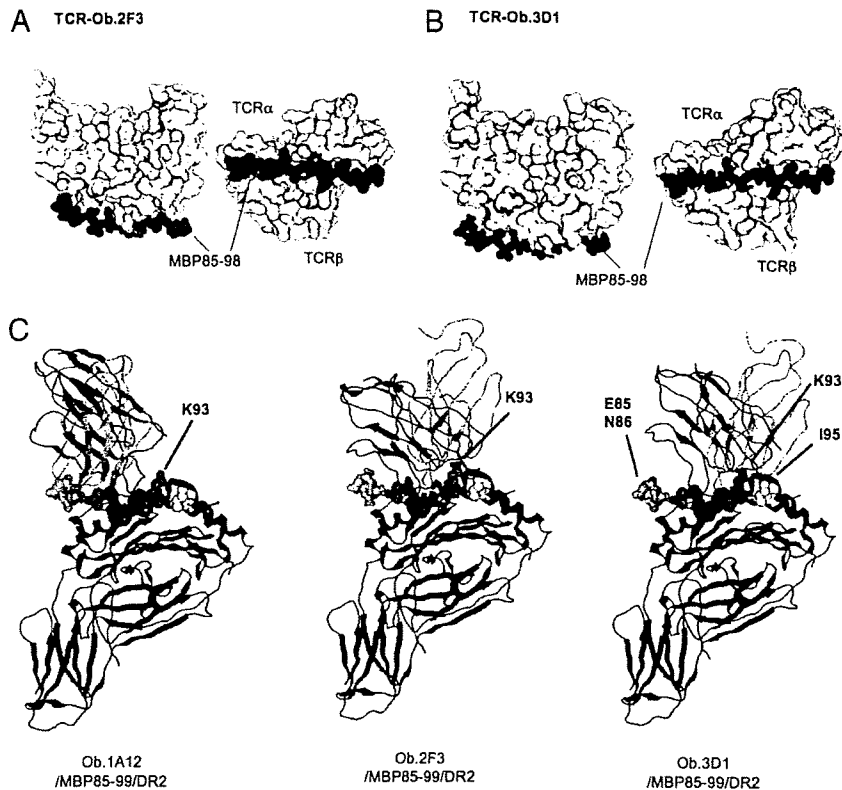 A TCR-Ob.2F3
B TCR-Ob.3D1
TCRα
TCRα
MBP85-98
TCRβ
MBP85-98
TCRβ
C
K93
K93
E85
N86
K93
I95
Ob.1A12
/MBP85-99/DR2
Ob.2F3
/MBP85-99/DR2
Ob.3D1
/MBP85-99/DR2